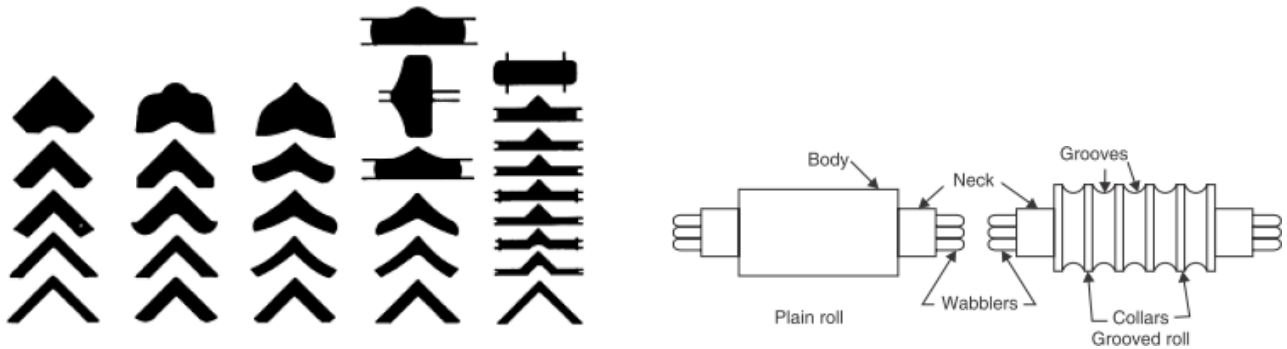 Body
Neck
Grooves
Wabblers
Plain roll
Collars
Grooved roll